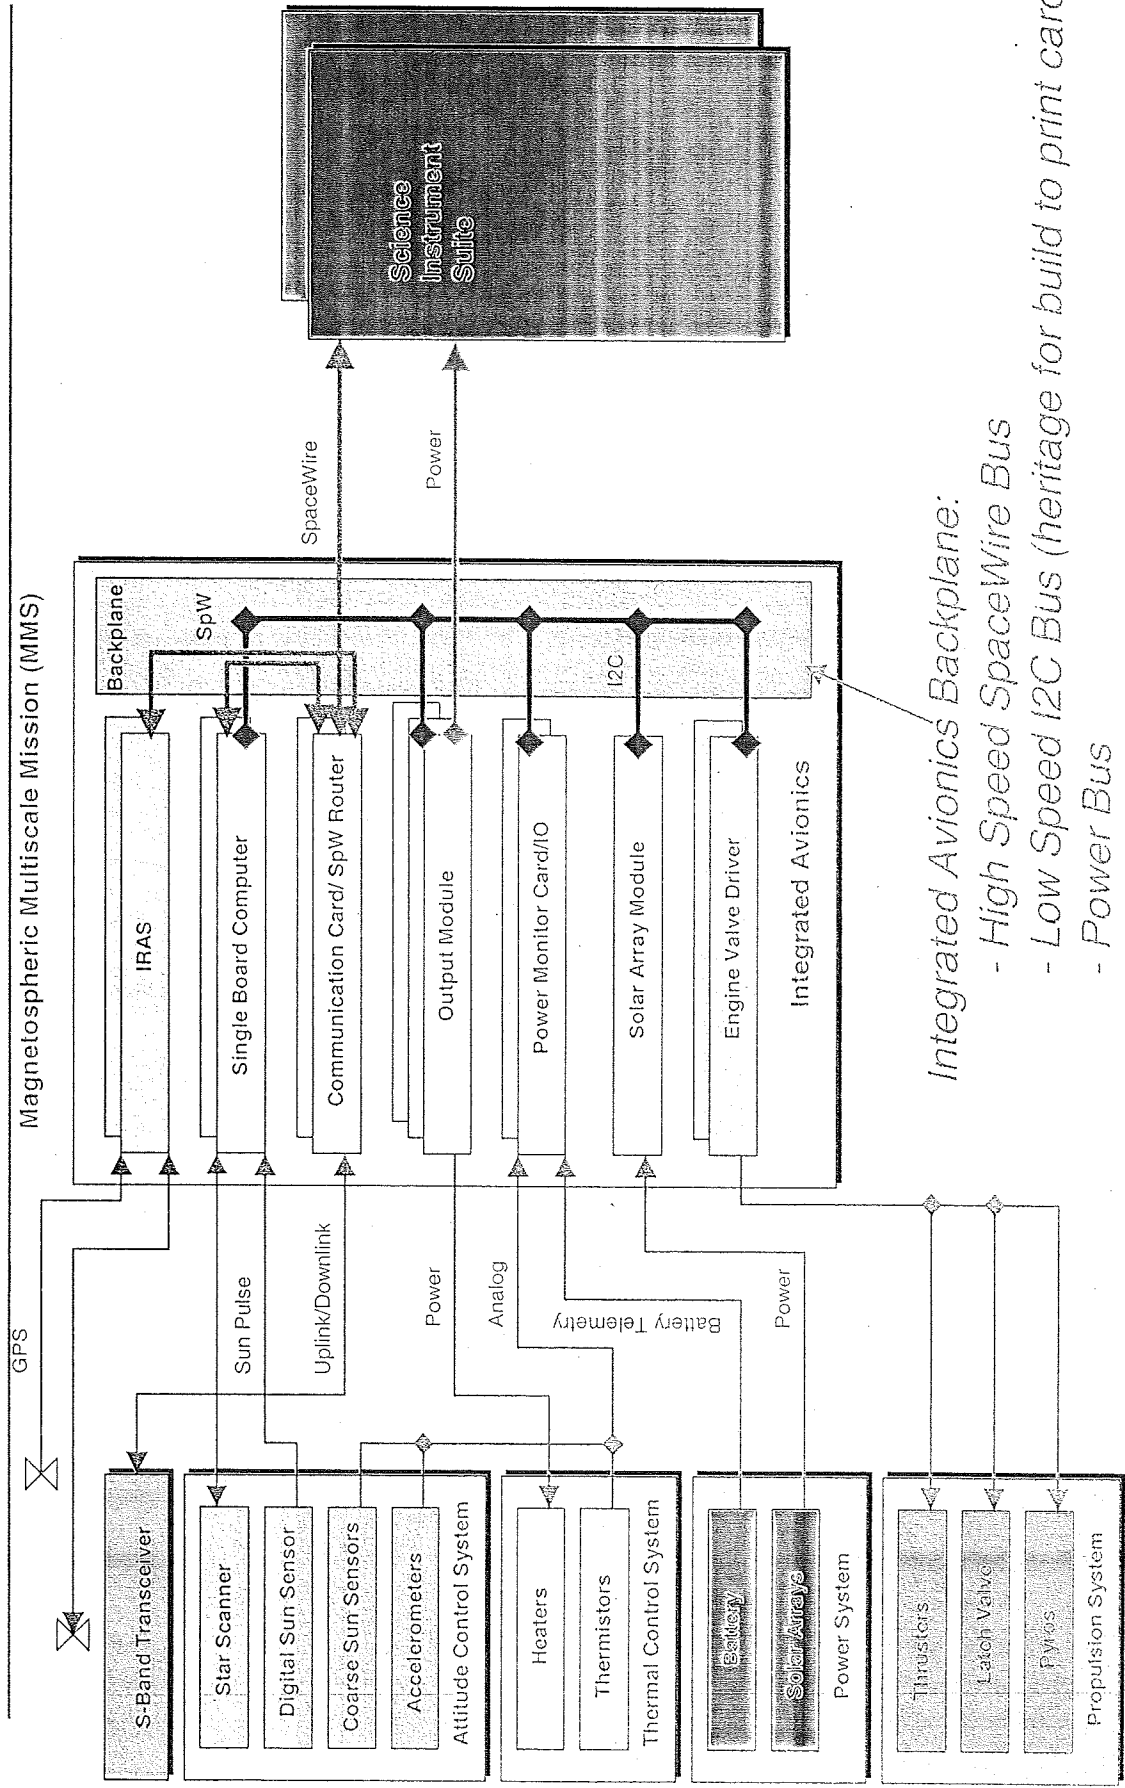 Magnetospheric Multiscale Mission (MMS)
GPS
S-Band Transceiver
Star Scanner
Digital Sun Sensor
Coarse Sun Sensors
Accelerometers
Attitude Control System
Heaters
Thermistors
Thermal Control System
Battery
Solar Arrays
Power System
Thrusters
Latch Valve
Pyros
Propulsion System
Sun Pulse
Uplink/Downlink
Power
Analog
Battery Telemetry
Power
IRAS
Single Board Computer
Communication Card/ SpW Router
Output Module
Power Monitor Card/IO
Solar Array Module
Engine Valve Driver
Integrated Avionics
Backplane
SpW
I2C
SpaceWire
Power
Science
Instrument
Suite
Integrated Avionics Backplane:
- High Speed SpaceWire Bus
- Low Speed I2C Bus (heritage for build to print
- Power Bus